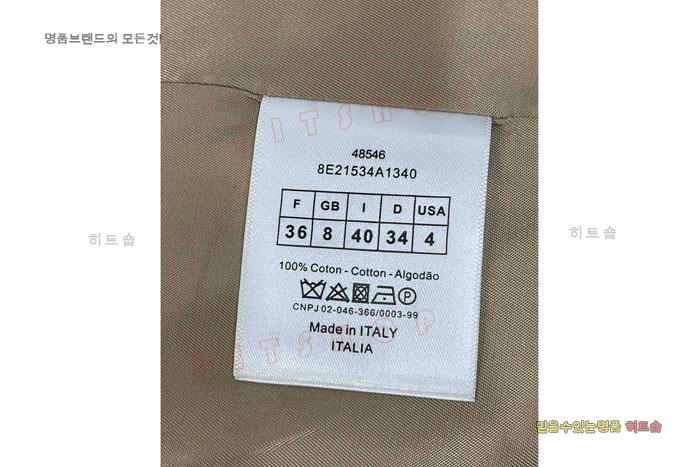 명품브랜드의 모든것!
HITSHOP
48546
8E21534A1340
F GB I D USA
36 8 40 34 4
히트숍 히트숍
100% Coton - Cotton - Algodão
P
CNPJ 02-046-366/0003-99
Made in ITALY
ITALIA
HITSHOP
믿을수있는명품 히트숍